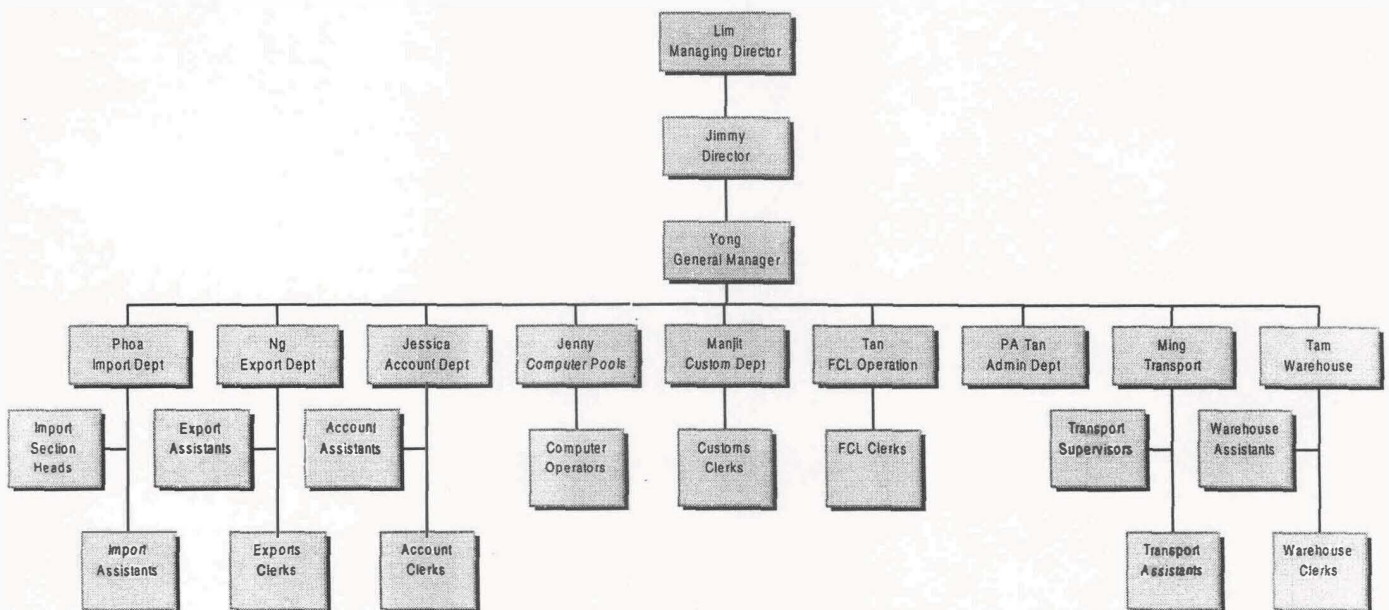 Lim
Managing Director
Jimmy
Director
Yong
General Manager
Phoa
Import Dept
Ng
Export Dept
Jessica
Account Dept
Jenny
Computer Pools
Manjit
Custom Dept
Tan
FCL Operation
PA Tan
Admin Dept
Ming
Transport
Tam
Warehouse
Import
Section
Heads
Export
Assistants
Account
Assistants
Computer
Operators
Customs
Clerks
FCL Clerks
Transport
Supervisors
Warehouse
Assistants
Import
Assistants
Exports
Clerks
Account
Clerks
Transport
Assistants
Warehouse
Clerks